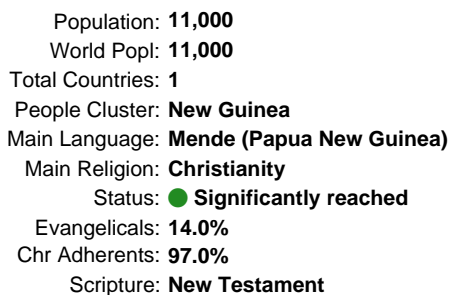 Population: 11,000
World Popl: 11,000
Total Countries: 1
People Cluster: New Guinea
Main Language: Mende (Papua New Guinea)
Main Religion: Christianity
Status: Significantly reached
Evangelicals: 14.0%
Chr Adherents: 97.0%
Scripture: New Testament